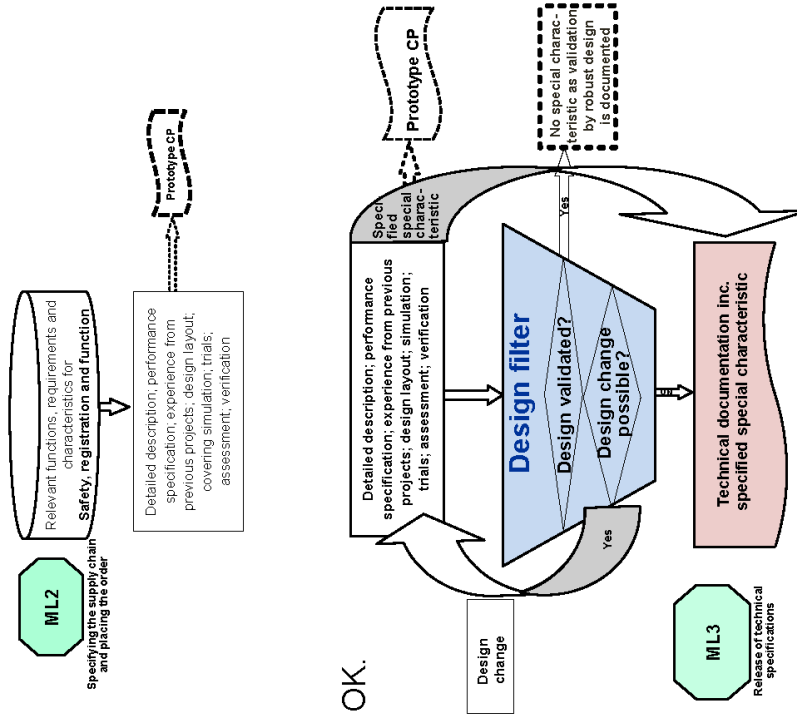 ML2
Specifying the supply chain
and placing the order
Relevant functions, requirements and
characteristics for
Safety, registration and function
Detailed description; performance
specification; experience from
previous projects; design layout;
covering simulation; trials;
assessment; verification
Prototype CP
OK.
Design
change
Detailed description; performance
specification; experience from previous
projects; design layout; simulation;
trials; assessment; verification
Speci
fied
special
charac-
teristic
Prototype CP
Design filter
Design validated?
Design change
possible?
Yes
Yes
No special charac-
teristic as validation
by robust design
is documented
ML3
Release of technical
specifications
Technical documentation inc.
specified special characteristic